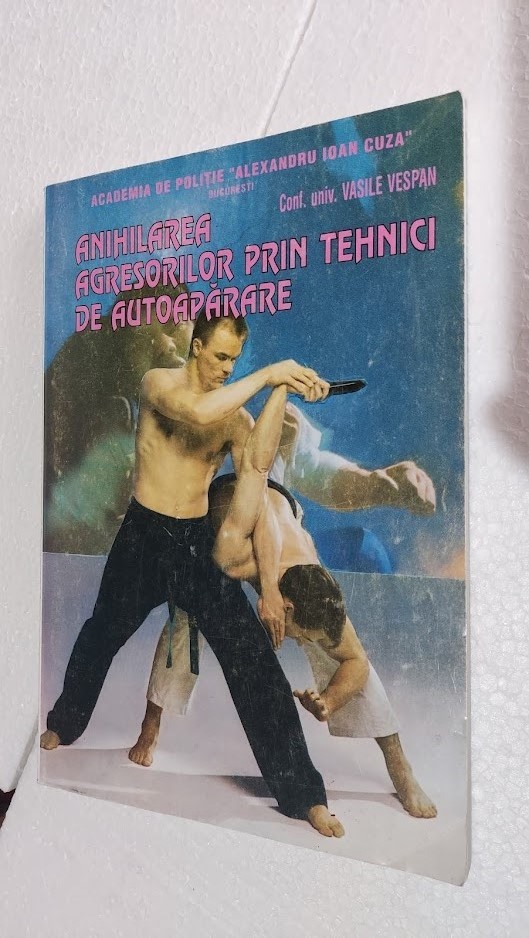 ACADEMIA DE POLIȚIE "ALEXANDRU IOAN CUZA"
BUCUREȘTI
Conf. univ. VASILE VESPAN
ANIHILAREA
AGRESORILOR PRIN TEHNICI
DE AUTOAPĂRARE